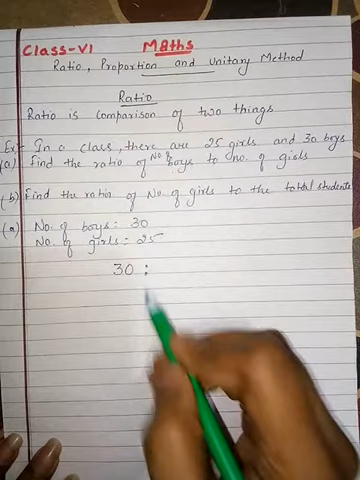 Class-VI Maths
Ratio, Proportion and Unitary Method
Ratio
Ratio is comparison of two things
Ex:- In a class, there are 25 girls and 30 boys
(a) Find the ratio of No. of boys to no. of girls
(b) Find the ratio of No. of girls to the total students
(a) No. of boys = 30
No. of girls = 25
30 :